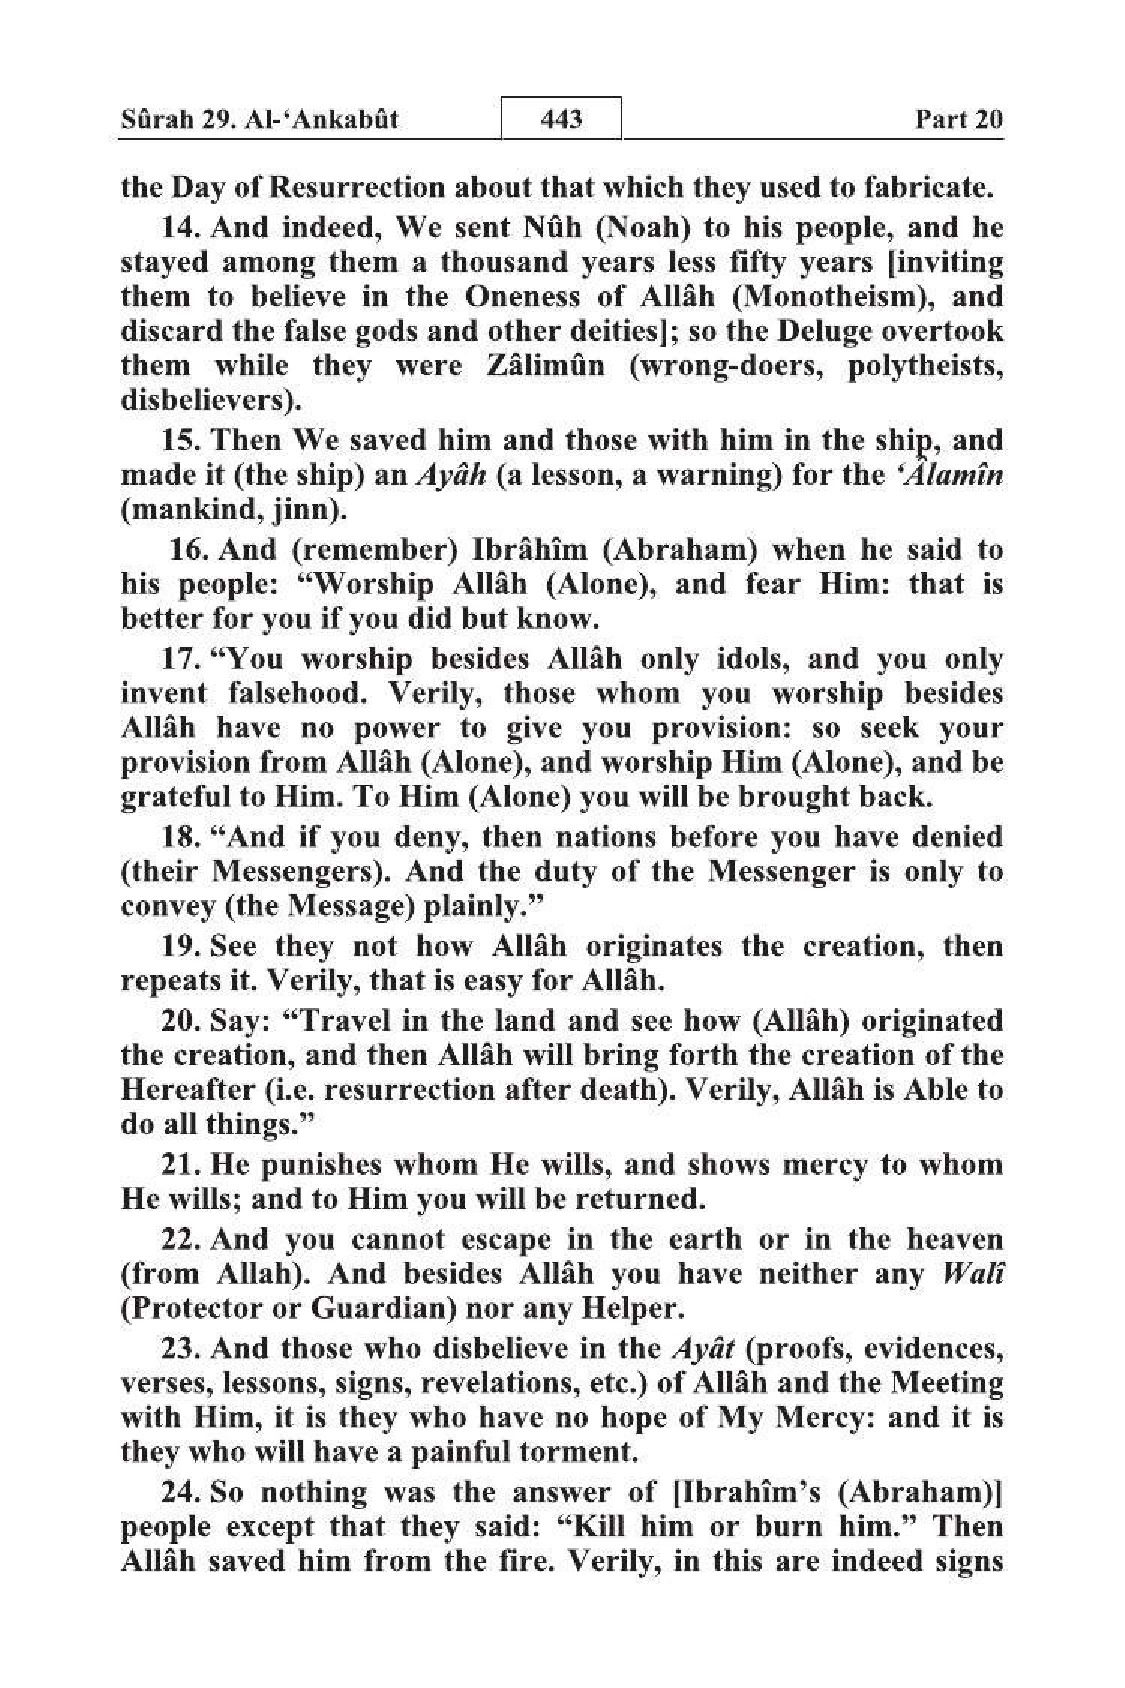 Sûrah 29. Al-‘Ankabût 443 Part 20
the Day of Resurrection about that which they used to fabricate.
14. And indeed, We sent Nûh (Noah) to his people, and he
stayed among them a thousand years less fifty years [inviting
them to believe in the Oneness of Allâh (Monotheism), and
discard the false gods and other deities]; so the Deluge overtook
them while they were Zâlimûn (wrong-doers, polytheists,
disbelievers).
15. Then We saved him and those with him in the ship, and
made it (the ship) an Ayâh (a lesson, a warning) for the ‘Âlamîn
(mankind, jinn).
16. And (remember) Ibrâhîm (Abraham) when he said to
his people: “Worship Allâh (Alone), and fear Him: that is
better for you if you did but know.
17. “You worship besides Allâh only idols, and you only
invent falsehood. Verily, those whom you worship besides
Allâh have no power to give you provision: so seek your
provision from Allâh (Alone), and worship Him (Alone), and be
grateful to Him. To Him (Alone) you will be brought back.
18. “And if you deny, then nations before you have denied
(their Messengers). And the duty of the Messenger is only to
convey (the Message) plainly.”
19. See they not how Allâh originates the creation, then
repeats it. Verily, that is easy for Allâh.
20. Say: “Travel in the land and see how (Allâh) originated
the creation, and then Allâh will bring forth the creation of the
Hereafter (i.e. resurrection after death). Verily, Allâh is Able to
do all things.”
21. He punishes whom He wills, and shows mercy to whom
He wills; and to Him you will be returned.
22. And you cannot escape in the earth or in the heaven
(from Allah). And besides Allâh you have neither any Walî
(Protector or Guardian) nor any Helper.
23. And those who disbelieve in the Ayât (proofs, evidences,
verses, lessons, signs, revelations, etc.) of Allâh and the Meeting
with Him, it is they who have no hope of My Mercy: and it is
they who will have a painful torment.
24. So nothing was the answer of [Ibrahîm’s (Abraham)]
people except that they said: “Kill him or burn him.” Then
Allâh saved him from the fire. Verily, in this are indeed signs